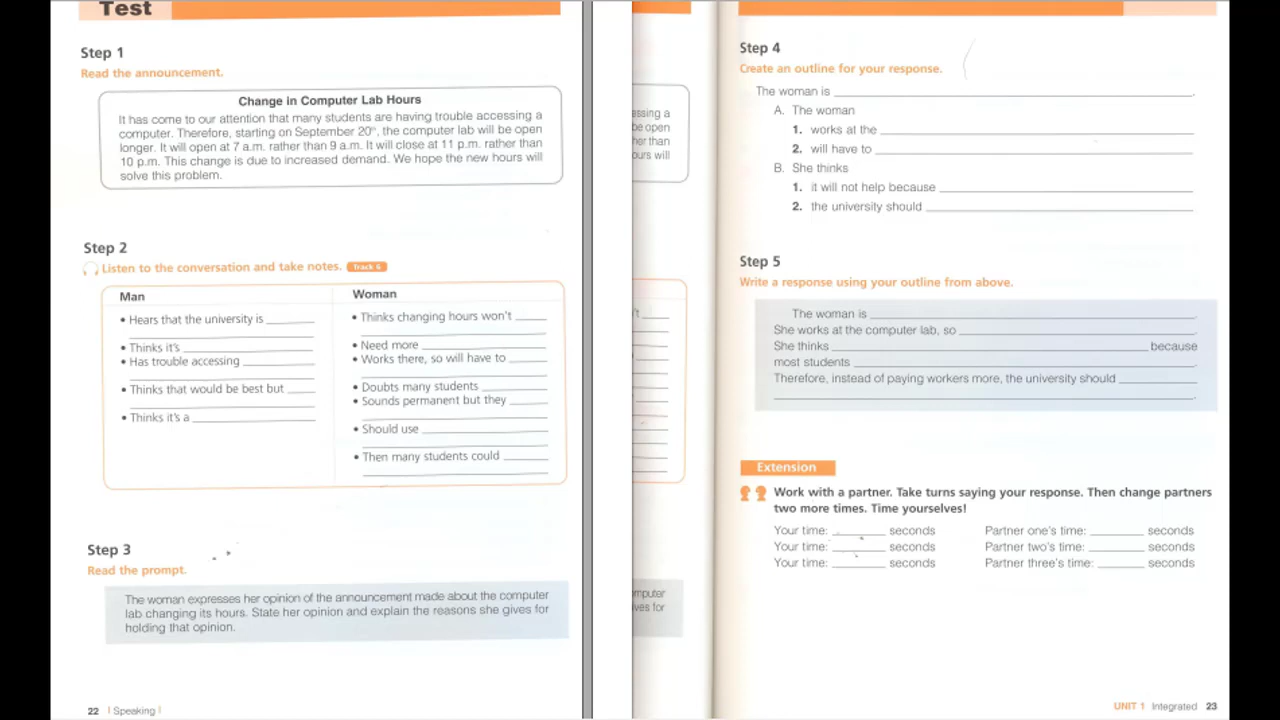 Test
Step 1
Read the announcement.
Change in Computer Lab Hours
It has come to our attention that many students are having trouble accessing a
computer. Therefore, starting on September 20th, the computer lab will be open
longer. It will open at 7 a.m. rather than 9 a.m. It will close at 11 p.m. rather than
10 p.m. This change is due to increased demand. We hope the new hours will
solve this problem.
Step 2
Listen to the conversation and take notes. Track 6
Man
• Hears that the university is
• Thinks it's
• Has trouble accessing
• Thinks that would be best but
• Thinks it's a
Woman
• Thinks changing hours won't
• Need more
• Works there, so will have to
• Doubts many students
• Sounds permanent but they
• Should use
• Then many students could
Step 3
Read the prompt.
The woman expresses her opinion of the announcement made about the computer
lab changing its hours. State her opinion and explain the reasons she gives for
holding that opinion.
22 | Speaking |
essing a
be open
her than
ours will
't
omputer
ives for
Step 4
Create an outline for your response.
The woman is .
A. The woman
1. works at the
2. will have to
B. She thinks
1. it will not help because
2. the university should
Step 5
Write a response using your outline from above.
The woman is .
She works at the computer lab, so .
She thinks because
most students .
Therefore, instead of paying workers more, the university should
.
Extension
Work with a partner. Take turns saying your response. Then change partners
two more times. Time yourselves!
Your time: seconds Partner one's time: seconds
Your time: seconds Partner two's time: seconds
Your time: seconds Partner three's time: seconds
UNIT 1 Integrated 23